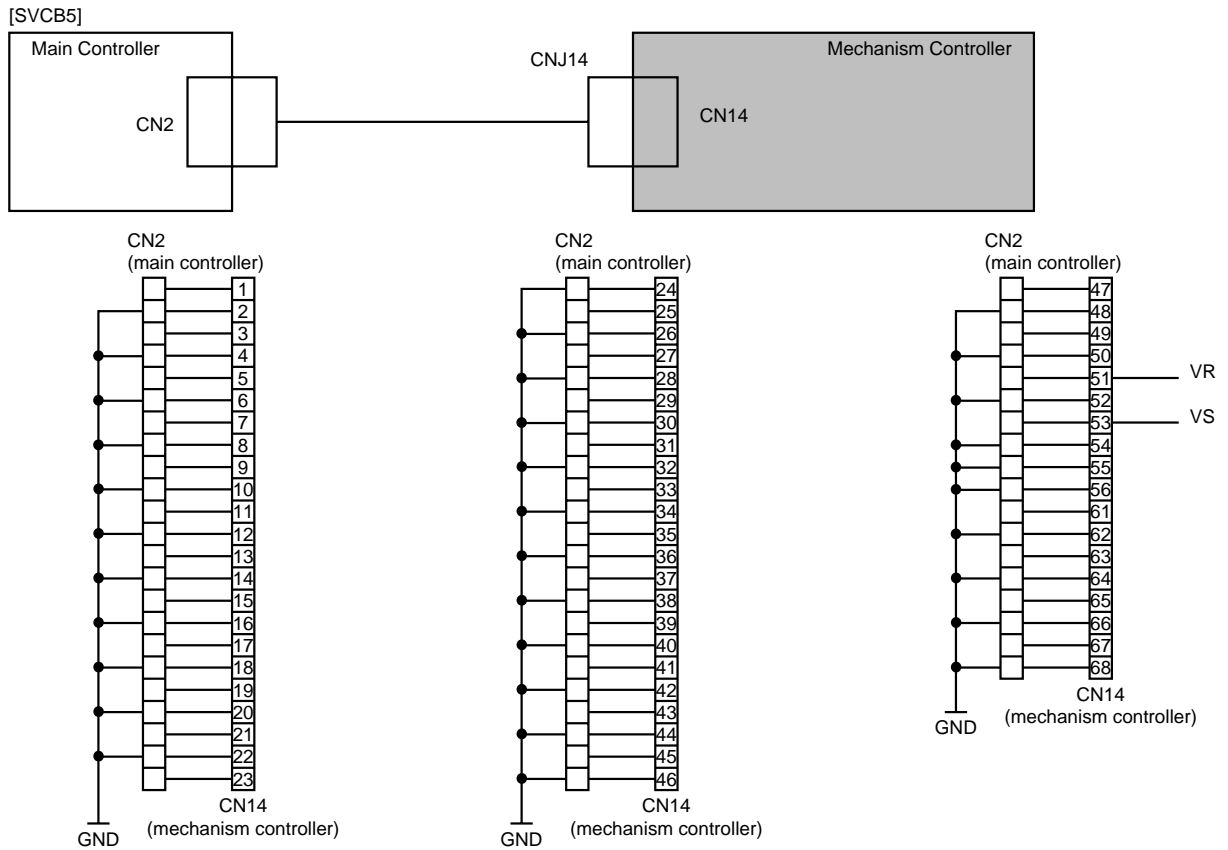 [SVCB5]
Main Controller
Mechanism Controller
CNJ14
CN2
CN14
CN2
(main controller)
1
2
3
4
5
6
7
8
9
10
11
12
13
14
15
16
17
18
19
20
21
22
23
CN14
(mechanism controller)
GND
CN2
(main controller)
24
25
26
27
28
29
30
31
32
33
34
35
36
37
38
39
40
41
42
43
44
45
46
CN14
(mechanism controller)
GND
CN2
(main controller)
47
48
49
50
51
VR
52
53
VS
54
55
56
61
62
63
64
65
66
67
68
CN14
(mechanism controller)
GND